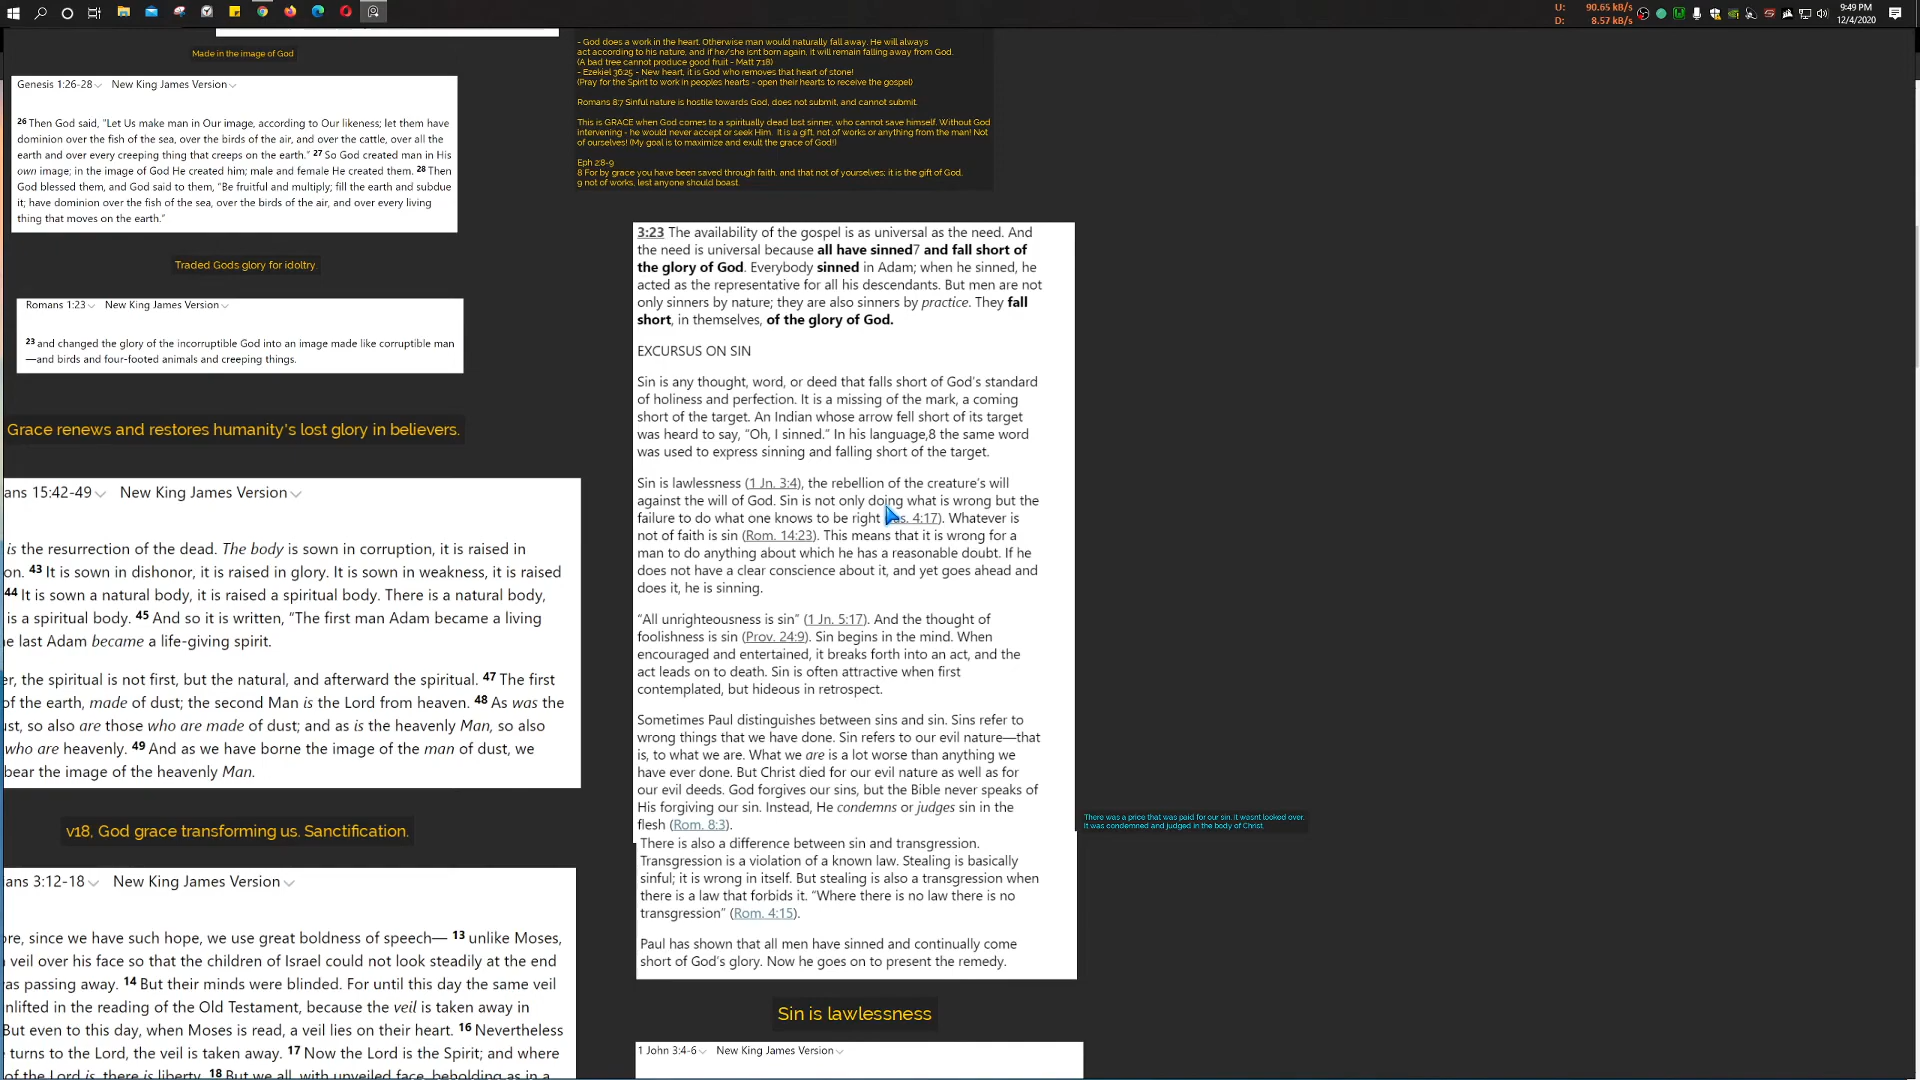 U: 90.65 kB/s
D: 8.57 kB/s
9:49 PM
12/4/2020
Made in the image of God
Genesis 1:26-28 New King James Version
26 Then God said, "Let Us make man in Our image, according to Our likeness; let them have
dominion over the fish of the sea, over the birds of the air, and over the cattle, over all the
earth and over every creeping thing that creeps on the earth." 27 So God created man in His
own image; in the image of God He created him; male and female He created them. 28 Then
God blessed them, and God said to them, "Be fruitful and multiply; fill the earth and subdue
it; have dominion over the fish of the sea, over the birds of the air, and over every living
thing that moves on the earth."
Traded Gods glory for idoltry.
Romans 1:23 New King James Version
23 and changed the glory of the incorruptible God into an image made like corruptible man
—and birds and four-footed animals and creeping things.
Grace renews and restores humanity's lost glory in believers.
ans 15:42-49 New King James Version
is the resurrection of the dead. The body is sown in corruption, it is raised in
on. 43 It is sown in dishonor, it is raised in glory. It is sown in weakness, it is raised
44 It is sown a natural body, it is raised a spiritual body. There is a natural body,
is a spiritual body. 45 And so it is written, "The first man Adam became a living
e last Adam became a life-giving spirit.
er, the spiritual is not first, but the natural, and afterward the spiritual. 47 The first
of the earth, made of dust; the second Man is the Lord from heaven. 48 As was the
ust, so also are those who are made of dust; and as is the heavenly Man, so also
who are heavenly. 49 And as we have borne the image of the man of dust, we
bear the image of the heavenly Man.
v18, God grace transforming us. Sanctification.
ans 3:12-18 New King James Version
ore, since we have such hope, we use great boldness of speech— 13 unlike Moses,
veil over his face so that the children of Israel could not look steadily at the end
as passing away. 14 But their minds were blinded. For until this day the same veil
nlifted in the reading of the Old Testament, because the veil is taken away in
But even to this day, when Moses is read, a veil lies on their heart. 16 Nevertheless
turns to the Lord, the veil is taken away. 17 Now the Lord is the Spirit; and where
of the Lord is, there is liberty. 18 But we all, with unveiled face, beholding as in a
- God does a work in the heart. Otherwise man would naturally fall away. He will always
act according to his nature, and if he/she isnt born again, it will remain falling away from God.
(A bad tree cannot produce good fruit - Matt 7:18)
- Ezekiel 36:25 - New heart, it is God who removes that heart of stone!
(Pray for the Spirit to work in peoples hearts - open their hearts to receive the gospel)
Romans 8:7 Sinful nature is hostile towards God, does not submit, and cannot submit.
This is GRACE when God comes to a spiritually dead lost sinner, who cannot save himself. Without God
intervening - he would never accept or seek Him. It is a gift, not of works or anything from the man! Not
of ourselves! (My goal is to maximize and exult the grace of God!)
Eph 2:8-9
8 For by grace you have been saved through faith, and that not of yourselves; it is the gift of God,
9 not of works, lest anyone should boast.
3:23 The availability of the gospel is as universal as the need. And
the need is universal because all have sinned7 and fall short of
the glory of God. Everybody sinned in Adam; when he sinned, he
acted as the representative for all his descendants. But men are not
only sinners by nature; they are also sinners by practice. They fall
short, in themselves, of the glory of God.
EXCURSUS ON SIN
Sin is any thought, word, or deed that falls short of God's standard
of holiness and perfection. It is a missing of the mark, a coming
short of the target. An Indian whose arrow fell short of its target
was heard to say, "Oh, I sinned." In his language,8 the same word
was used to express sinning and falling short of the target.
Sin is lawlessness (1 Jn. 3:4), the rebellion of the creature's will
against the will of God. Sin is not only doing what is wrong but the
failure to do what one knows to be right as. 4:17). Whatever is
not of faith is sin (Rom. 14:23). This means that it is wrong for a
man to do anything about which he has a reasonable doubt. If he
does not have a clear conscience about it, and yet goes ahead and
does it, he is sinning.
"All unrighteousness is sin" (1 Jn. 5:17). And the thought of
foolishness is sin (Prov. 24:9). Sin begins in the mind. When
encouraged and entertained, it breaks forth into an act, and the
act leads on to death. Sin is often attractive when first
contemplated, but hideous in retrospect.
Sometimes Paul distinguishes between sins and sin. Sins refer to
wrong things that we have done. Sin refers to our evil nature—that
is, to what we are. What we are is a lot worse than anything we
have ever done. But Christ died for our evil nature as well as for
our evil deeds. God forgives our sins, but the Bible never speaks of
His forgiving our sin. Instead, He condemns or judges sin in the
flesh (Rom. 8:3).
There is also a difference between sin and transgression.
Transgression is a violation of a known law. Stealing is basically
sinful; it is wrong in itself. But stealing is also a transgression when
there is a law that forbids it. "Where there is no law there is no
transgression" (Rom. 4:15).
Paul has shown that all men have sinned and continually come
short of God's glory. Now he goes on to present the remedy.
There was a price that was paid for our sin, it wasnt looked over.
It was condemned and judged in the body of Christ.
Sin is lawlessness
1 John 3:4-6 New King James Version